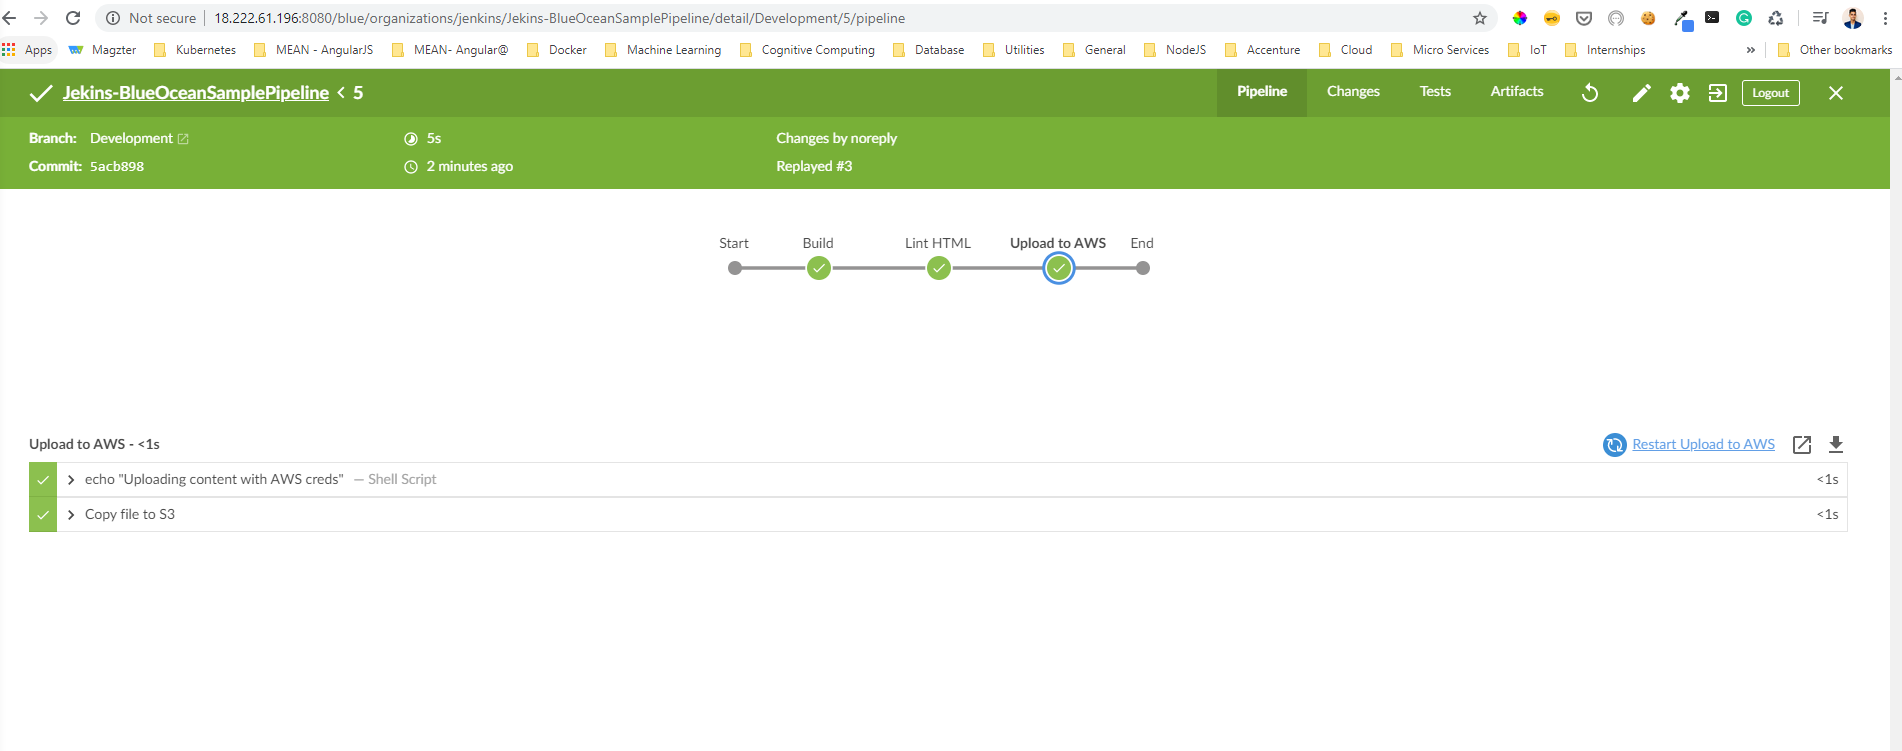 Not secure 18.222.61.196:8080/blue/organizations/jenkins/Jekins-BlueOceanSamplePipeline/detail/Development/5/pipeline
Apps Magzter Kubernetes MEAN - AngularJS MEAN- Angular@ Docker Machine Learning Cognitive Computing Database Utilities General NodeJS Accenture Cloud Micro Services IoT Internships » Other bookmarks
Jekins-BlueOceanSamplePipeline < 5 Pipeline Changes Tests Artifacts Logout
Branch: Development 5s Changes by noreply
Commit: 5acb898 2 minutes ago Replayed #3
Start Build Lint HTML Upload to AWS End
Upload to AWS - <1s Restart Upload to AWS
echo "Uploading content with AWS creds" — Shell Script <1s
Copy file to S3 <1s